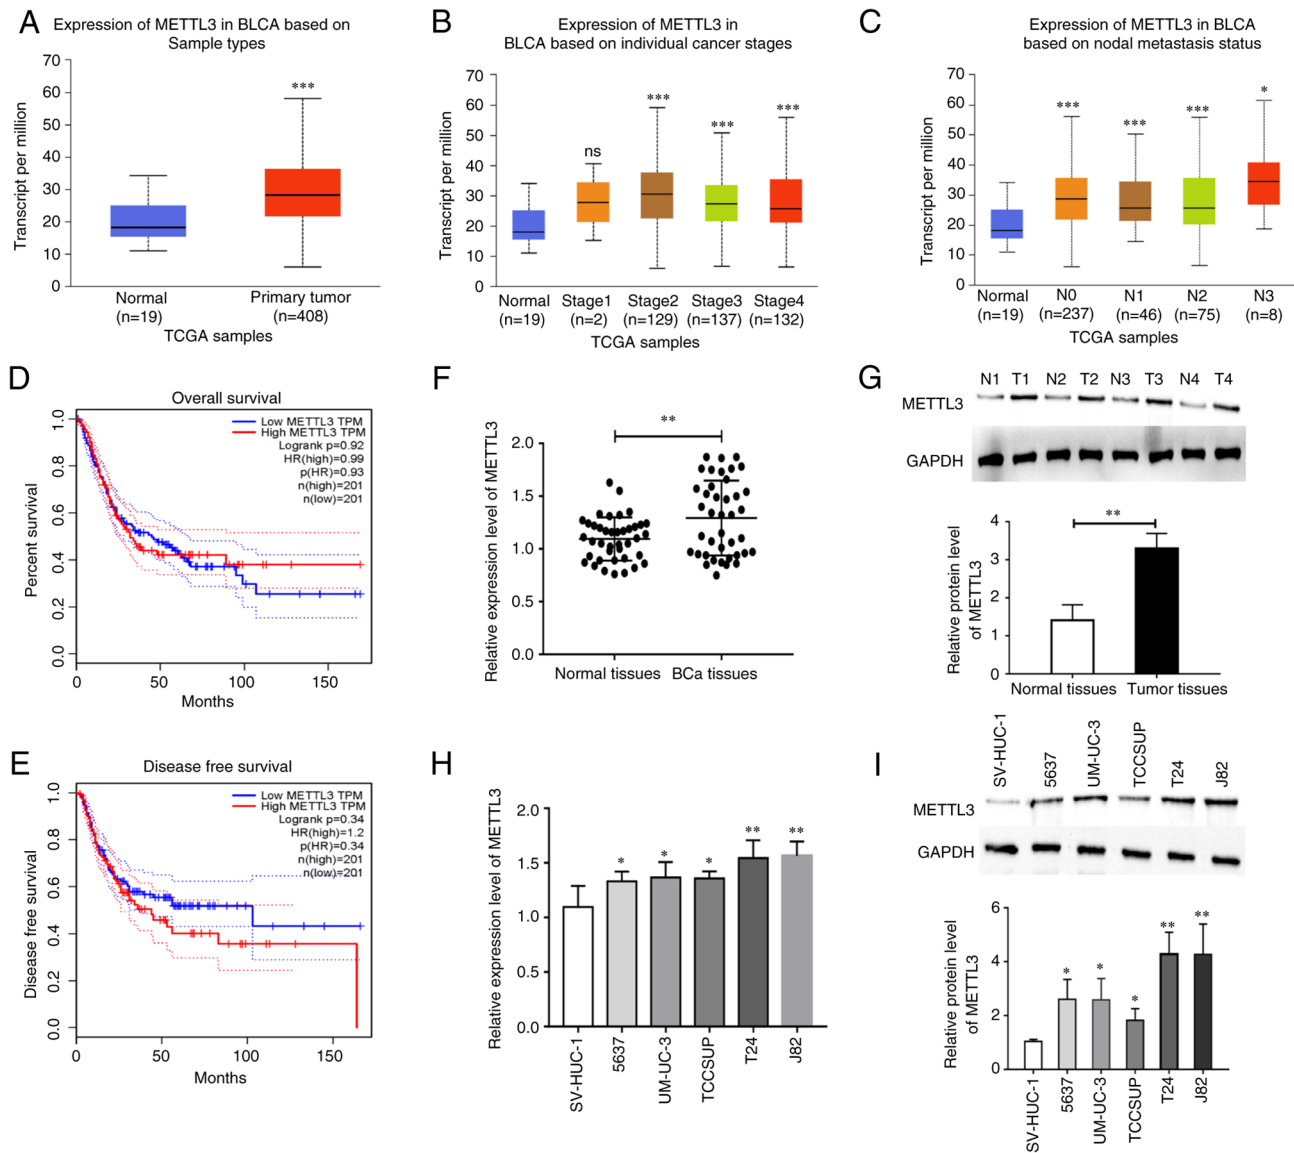 A
Expression of METTL3 in BLCA based on
Sample types
Transcript per million
70
60
50
40
30
20
10
0
***
Normal
(n=19)
Primary tumor
(n=408)
TCGA samples
B
Expression of METTL3 in
BLCA based on individual cancer stages
Transcript per million
70
60
50
40
30
20
10
0
ns
***
***
***
Normal
(n=19)
Stage1
(n=2)
Stage2
(n=129)
Stage3
(n=137)
Stage4
(n=132)
TCGA samples
C
Expression of METTL3 in BLCA
based on nodal metastasis status
Transcript per million
70
60
50
40
30
20
10
0
***
***
***
*
Normal
(n=19)
N0
(n=237)
N1
(n=46)
N2
(n=75)
N3
(n=8)
TCGA samples
D
Overall survival
Low METTL3 TPM
High METTL3 TPM
Logrank p=0.92
HR(high)=0.99
p(HR)=0.93
n(high)=201
n(low)=201
Percent survival
1.0
0.8
0.6
0.4
0.2
0.0
0
50
100
150
Months
F
Relative expression level of METTL3
2.0
1.5
1.0
0.5
0.0
**
Normal tissues
BCa tissues
G
N1 T1 N2 T2 N3 T3 N4 T4
METTL3
GAPDH
Relative protein level
of METTL3
4
3
2
1
0
**
Normal tissues
Tumor tissues
E
Disease free survival
Low METTL3 TPM
High METTL3 TPM
Logrank p=0.34
HR(high)=1.2
p(HR)=0.34
n(high)=201
n(low)=201
Disease free survival
1.0
0.8
0.6
0.4
0.2
0.0
0
50
100
150
Months
H
Relative expression level of METTL3
2.0
1.5
1.0
0.5
0.0
*
*
*
**
**
SV-HUC-1
5637
UM-UC-3
TCCSUP
T24
J82
I
SV-HUC-1
5637
UM-UC-3
TCCSUP
T24
J82
METTL3
GAPDH
Relative protein level
of METTL3
6
4
2
0
*
*
*
**
**
SV-HUC-1
5637
UM-UC-3
TCCSUP
T24
J82